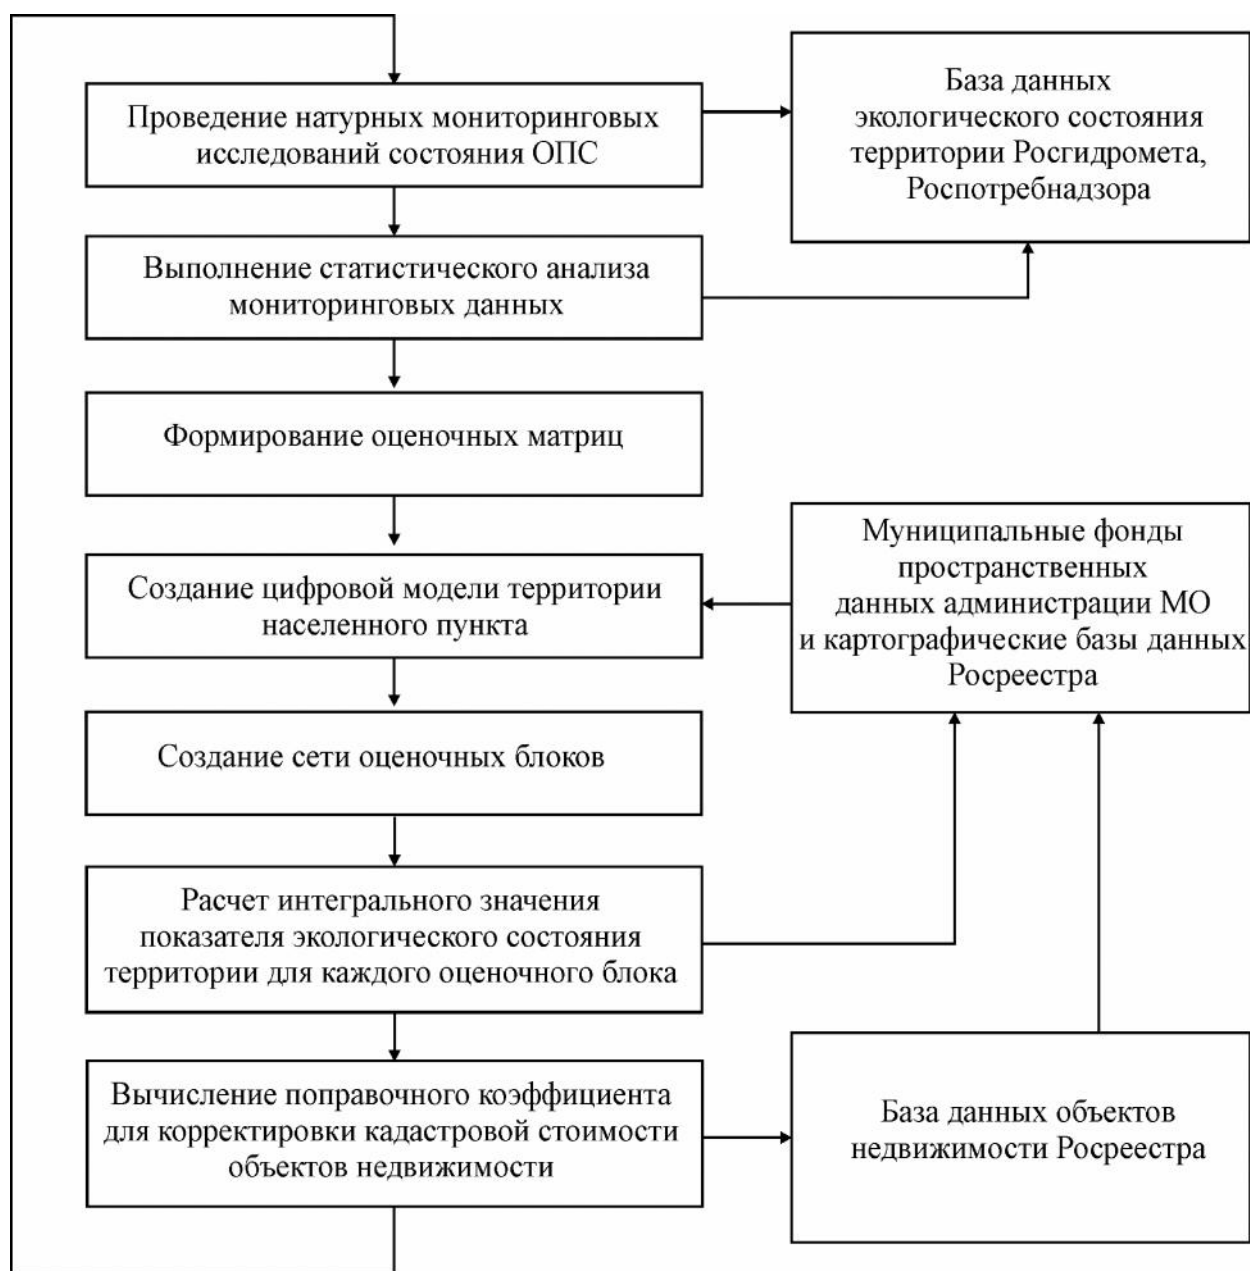 Проведение натурных мониторинговых
исследований состояния ОПС
База данных
экологического состояния
территории Росгидромета,
Роспотребнадзора
Выполнение статистического анализа
мониторинговых данных
Формирование оценочных матриц
Создание цифровой модели территории
населенного пункта
Муниципальные фонды
пространственных
данных администрации МО
и картографические базы данных
Росреестра
Создание сети оценочных блоков
Расчет интегрального значения
показателя экологического состояния
территории для каждого оценочного блока
Вычисление поправочного коэффициента
для корректировки кадастровой стоимости
объектов недвижимости
База данных объектов
недвижимости Росреестра